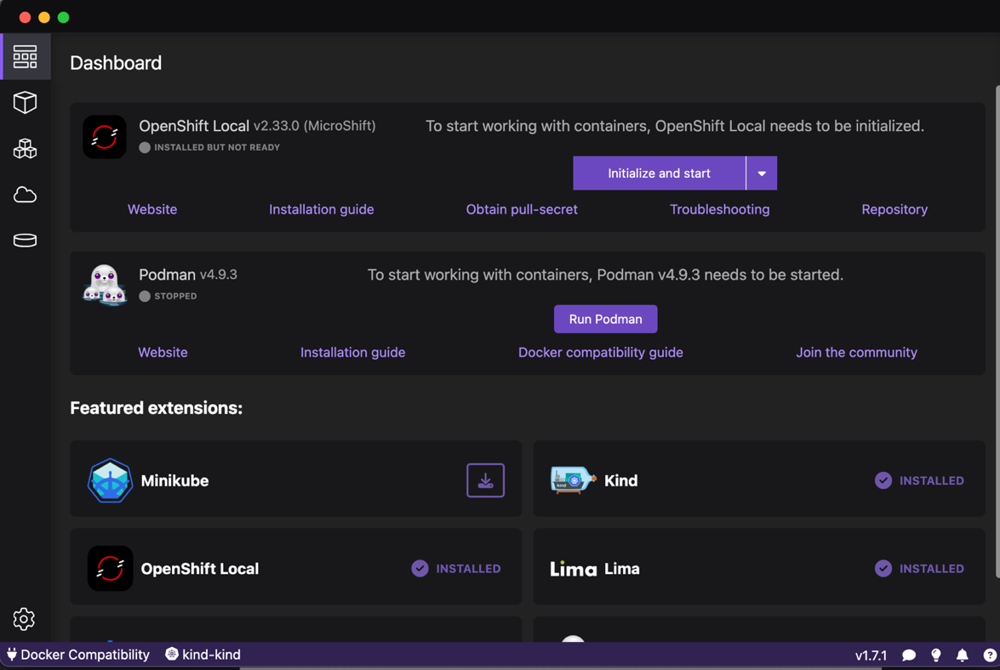 Dashboard
OpenShift Local v2.33.0 (MicroShift)
INSTALLED BUT NOT READY
To start working with containers, OpenShift Local needs to be initialized.
Initialize and start
Website Installation guide Obtain pull-secret Troubleshooting Repository
Podman v4.9.3
STOPPED
To start working with containers, Podman v4.9.3 needs to be started.
Run Podman
Website Installation guide Docker compatibility guide Join the community
Featured extensions:
Minikube
kind Kind INSTALLED
OpenShift Local INSTALLED
Lima Lima INSTALLED
Docker Compatibility kind-kind v1.7.1 ?